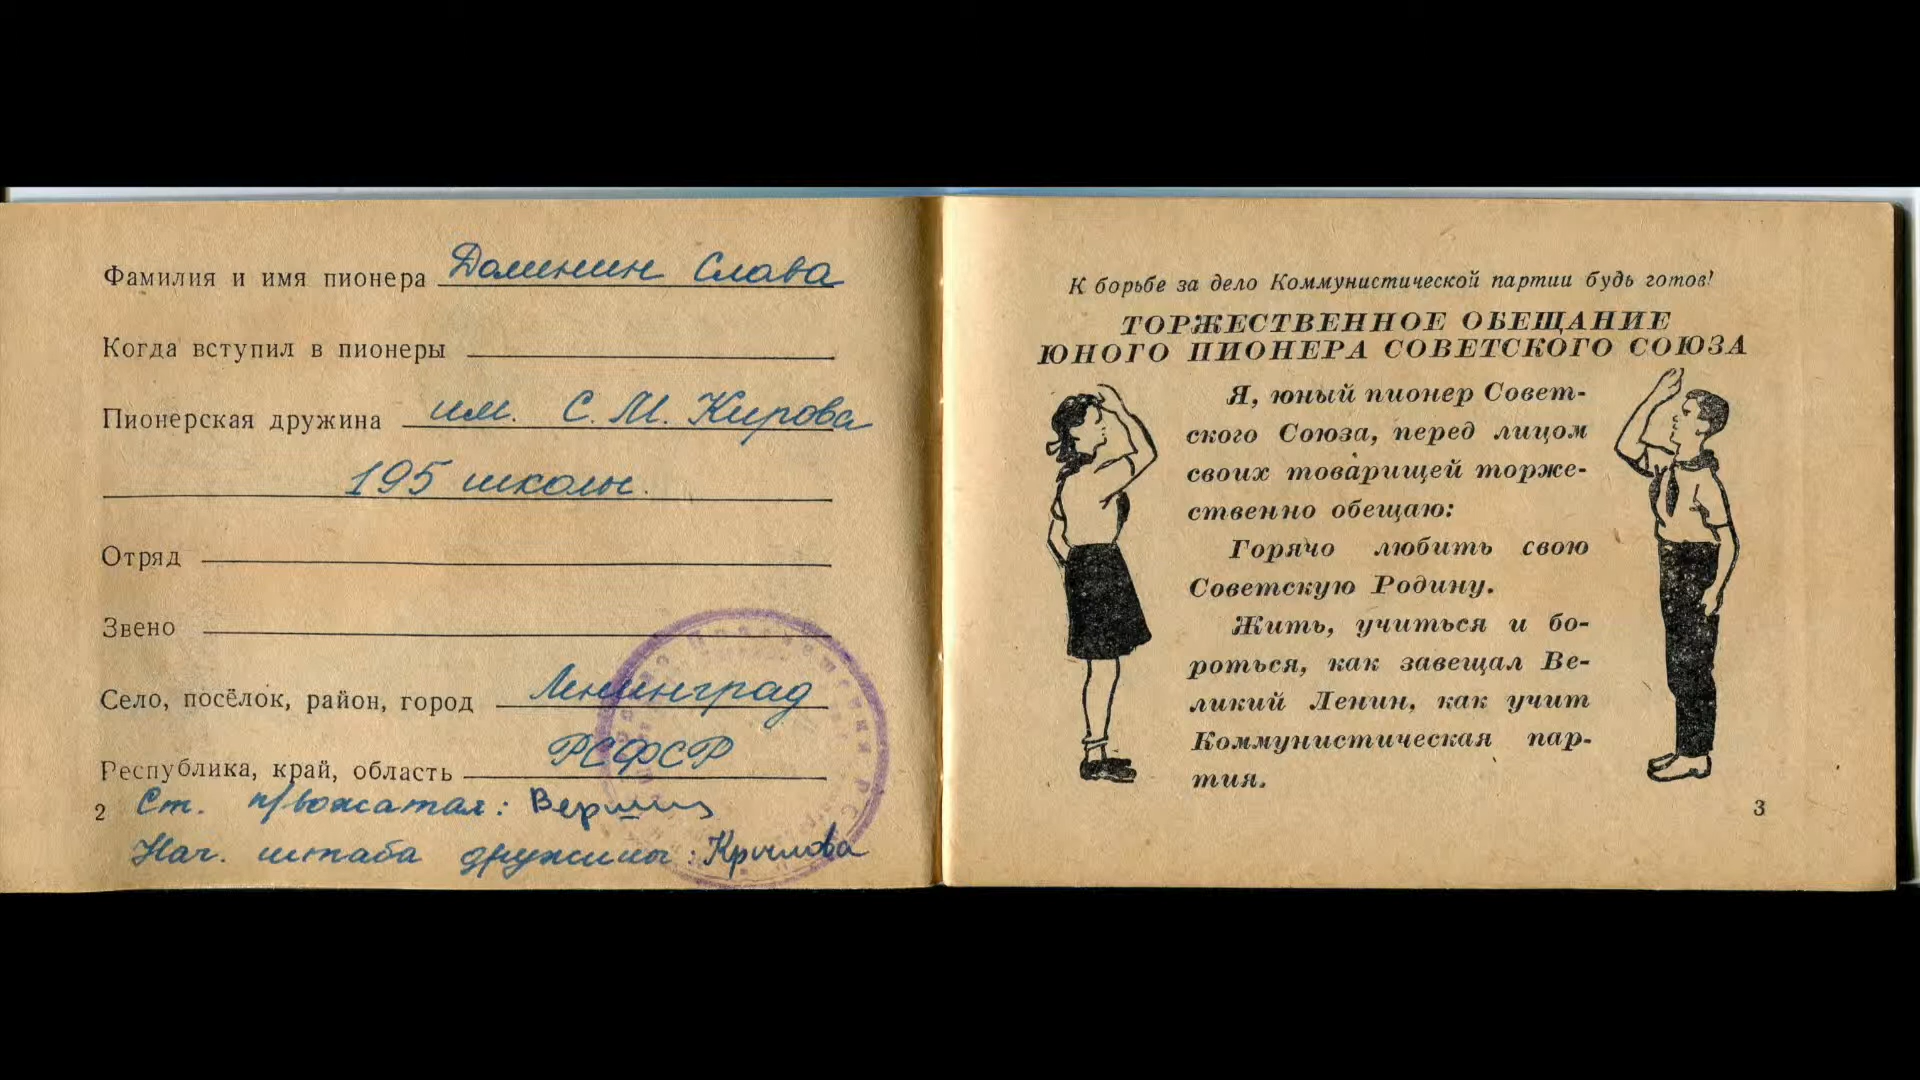 Фамилия и имя пионера Доминин Слава
Когда вступил в пионеры
Пионерская дружина им. С. М. Кирова
195 школы.
Отряд
Звено
Село, посёлок, район, город Ленинград
Республика, край, область РСФСР
2 Ст. п/вожатая:
Нач. штаба дружины: Крылова
К борьбе за дело Коммунистической партии будь готов!
ТОРЖЕСТВЕННОЕ ОБЕЩАНИЕ
ЮНОГО ПИОНЕРА СОВЕТСКОГО СОЮЗА
Я, юный пионер Совет-
ского Союза, перед лицом
своих товарищей торже-
ственно обещаю:
Горячо любить свою
Советскую Родину.
Жить, учиться и бо-
роться, как завещал Ве-
ликий Ленин, как учит
Коммунистическая пар-
тия.
3